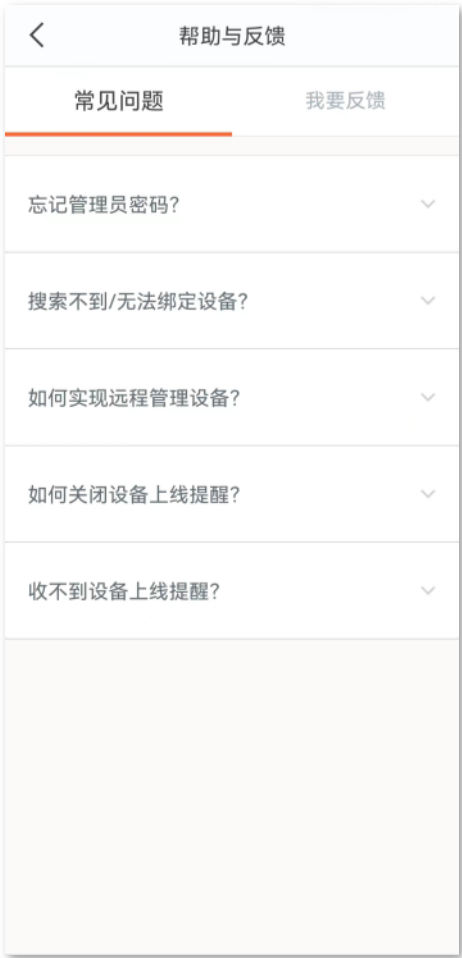 帮助与反馈
常见问题
我要反馈
忘记管理员密码?
搜索不到/无法绑定设备?
如何实现远程管理设备?
如何关闭设备上线提醒?
收不到设备上线提醒?